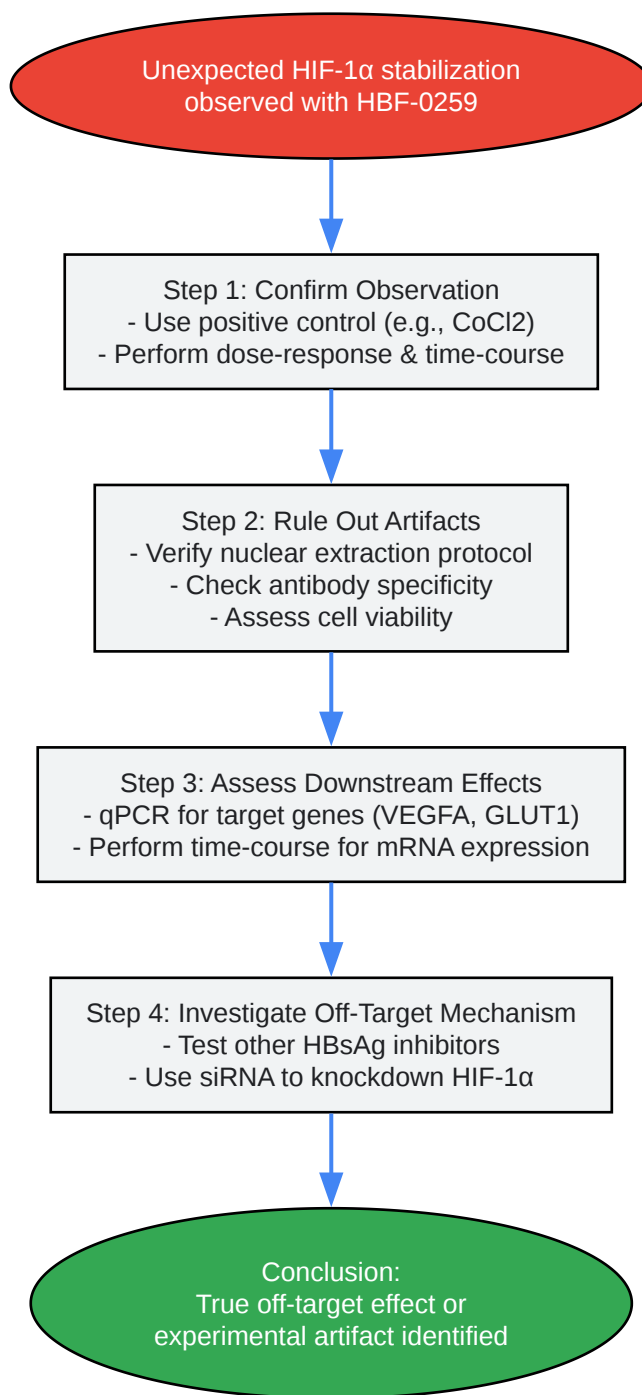 Unexpected HIF-1α stabilization
observed with HBF-0259
Step 1: Confirm Observation
- Use positive control (e.g., CoCl2)
- Perform dose-response & time-course
Step 2: Rule Out Artifacts
- Verify nuclear extraction protocol
- Check antibody specificity
- Assess cell viability
Step 3: Assess Downstream Effects
- qPCR for target genes (VEGFA, GLUT1)
- Perform time-course for mRNA expression
Step 4: Investigate Off-Target Mechanism
- Test other HBsAg inhibitors
- Use siRNA to knockdown HIF-1α
Conclusion:
True off-target effect or
experimental artifact identified